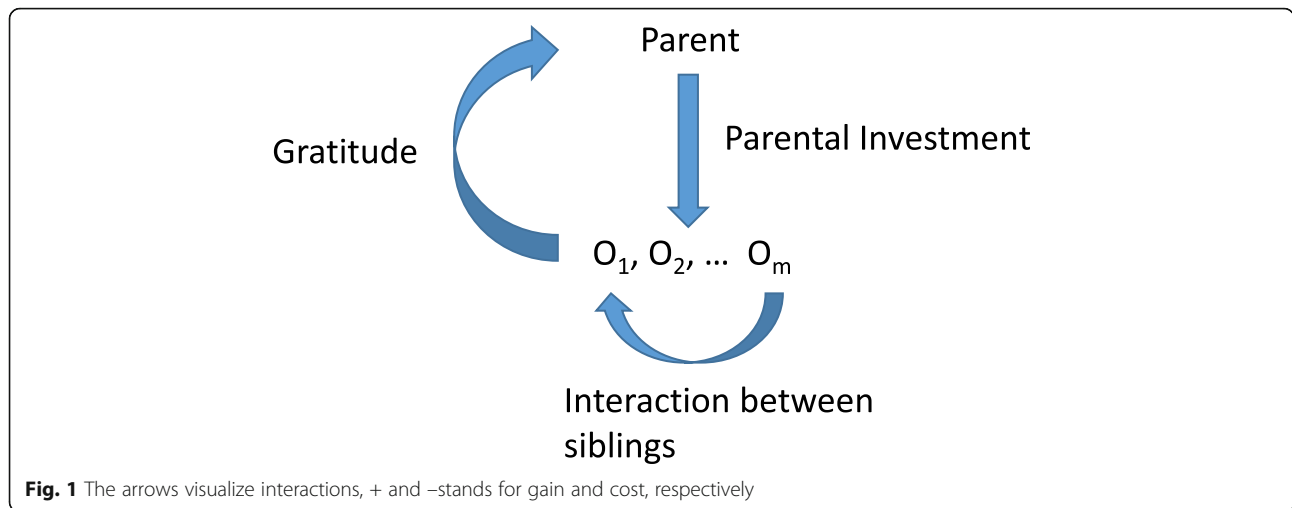 Parent
Gratitude
Parental Investment
O₁, O₂, ... Oₘ
Interaction between
siblings
Fig. 1 The arrows visualize interactions, + and –stands for gain and cost, respectively